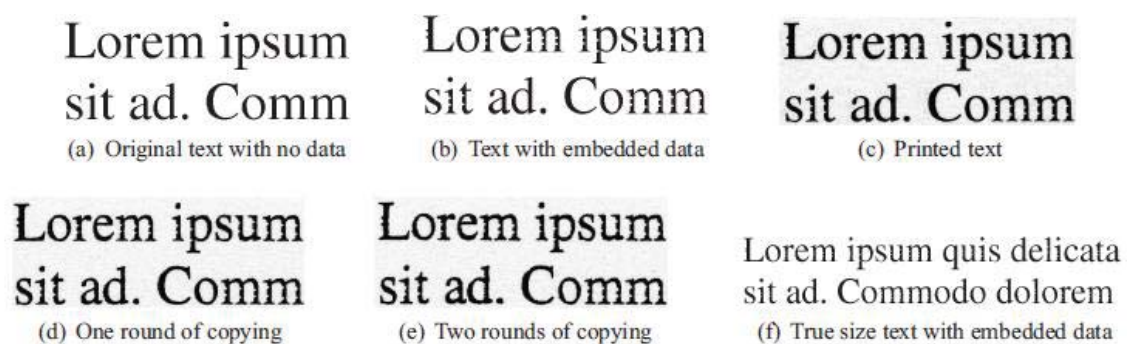 Lorem ipsum
sit ad. Comm
(a) Original text with no data
Lorem ipsum
sit ad. Comm
(b) Text with embedded data
Lorem ipsum
sit ad. Comm
(c) Printed text
Lorem ipsum
sit ad. Comm
(d) One round of copying
Lorem ipsum
sit ad. Comm
(e) Two rounds of copying
Lorem ipsum quis delicata
sit ad. Commodo dolorem
(f) True size text with embedded data